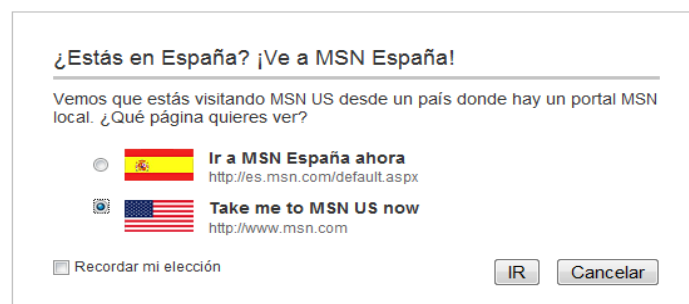 ¿Estás en España? ¡Ve a MSN España!
Vemos que estás visitando MSN US desde un país donde hay un portal MSN
local. ¿Qué página quieres ver?
Ir a MSN España ahora
http://es.msn.com/default.aspx
Take me to MSN US now
http://www.msn.com
Recordar mi elección
IR
Cancelar